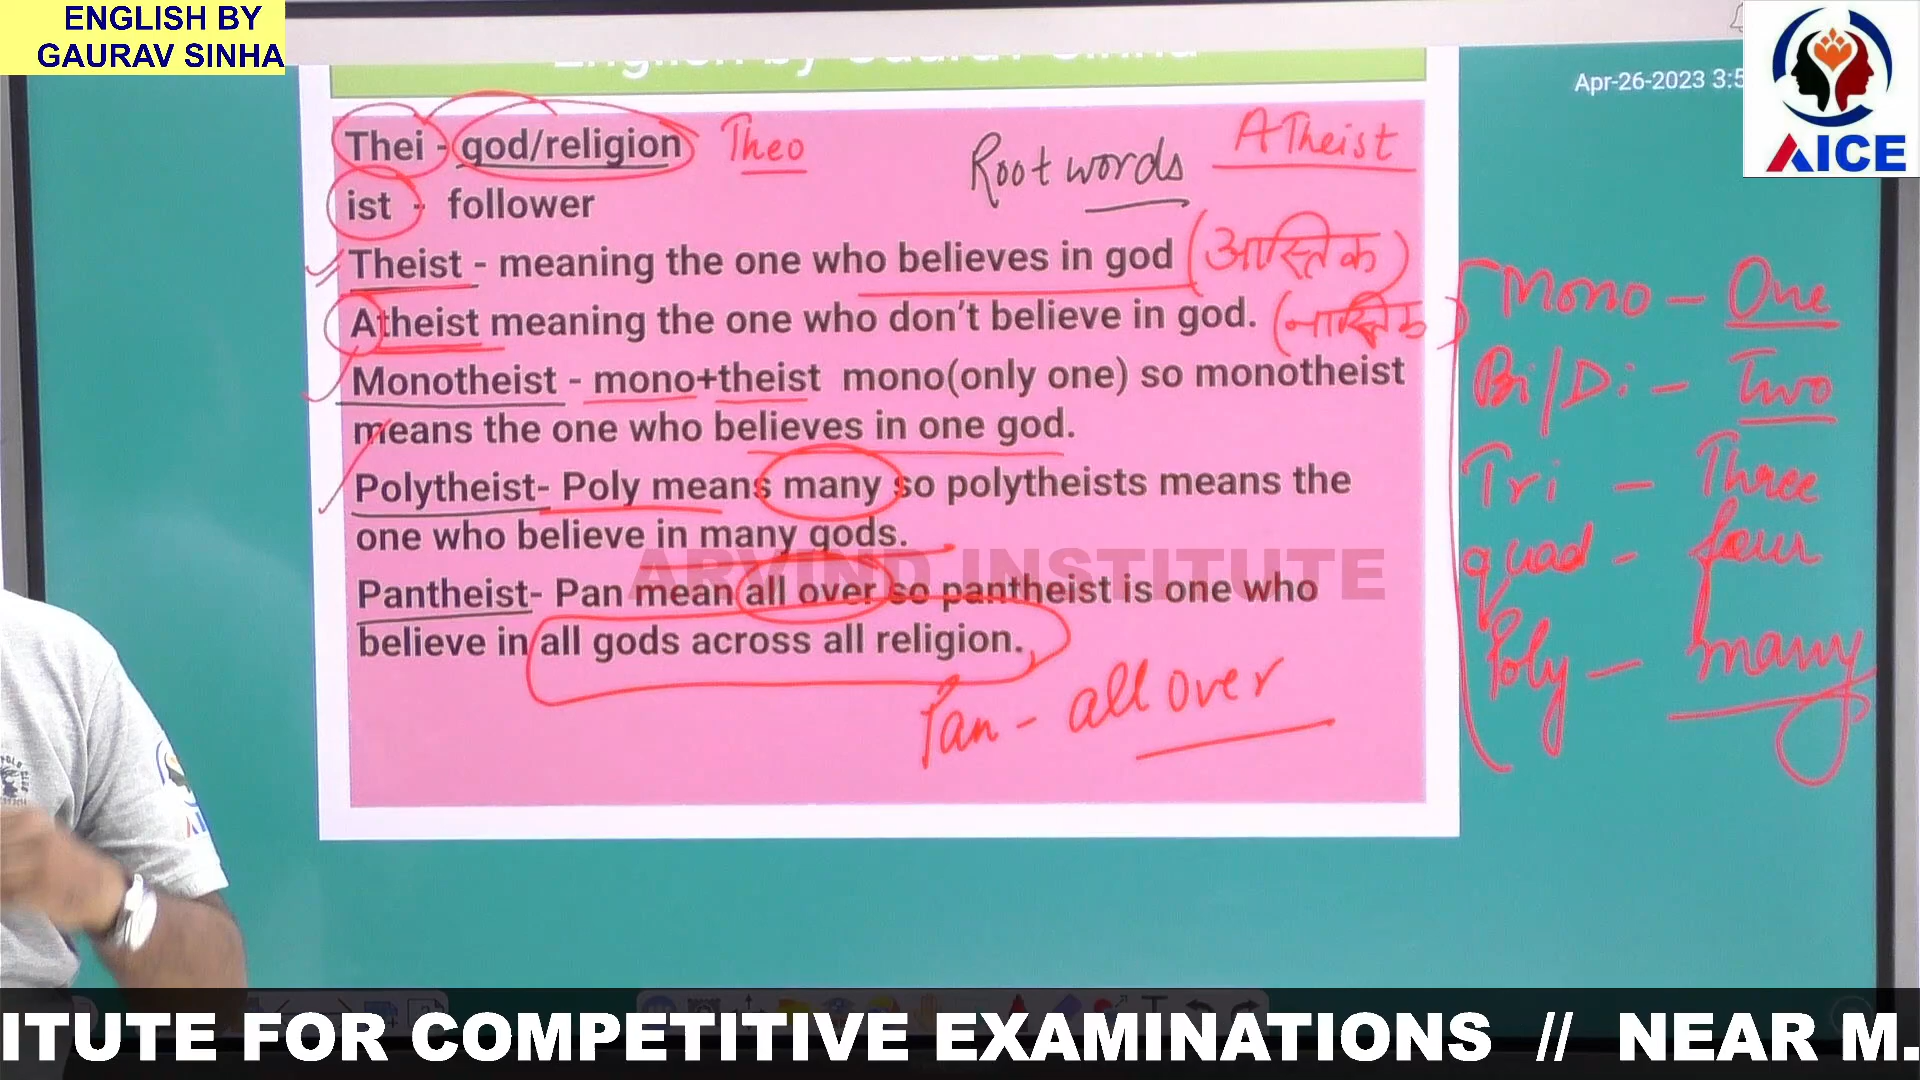 ENGLISH BY
GAURAV SINHA
English by Gaurav Sinha
Apr-26-2023 3:5
AICE
Thei - god/religion Theo
Root words
ATheist
ist - follower
Theist - meaning the one who believes in god (आस्तिक)
Atheist meaning the one who don't believe in god. (नास्तिक)
Monotheist - mono+theist mono(only one) so monotheist
means the one who believes in one god.
Polytheist- Poly means many so polytheists means the
one who believe in many gods.
ARVIND INSTITUTE
Pantheist- Pan mean all over so pantheist is one who
believe in all gods across all religion.
Pan - all over
Mono - One
Bi/Di - Two
Tri - Three
quad - four
Poly - many
ITUTE FOR COMPETITIVE EXAMINATIONS // NEAR M.